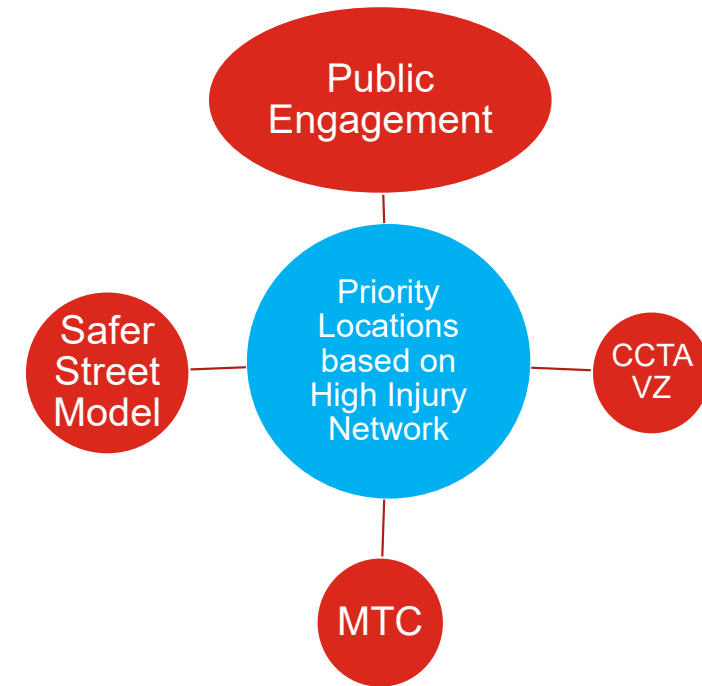 Public
Engagement
Priority
Locations
based on
High Injury
Network
Safer
Street
Model
CCTA
VZ
MTC